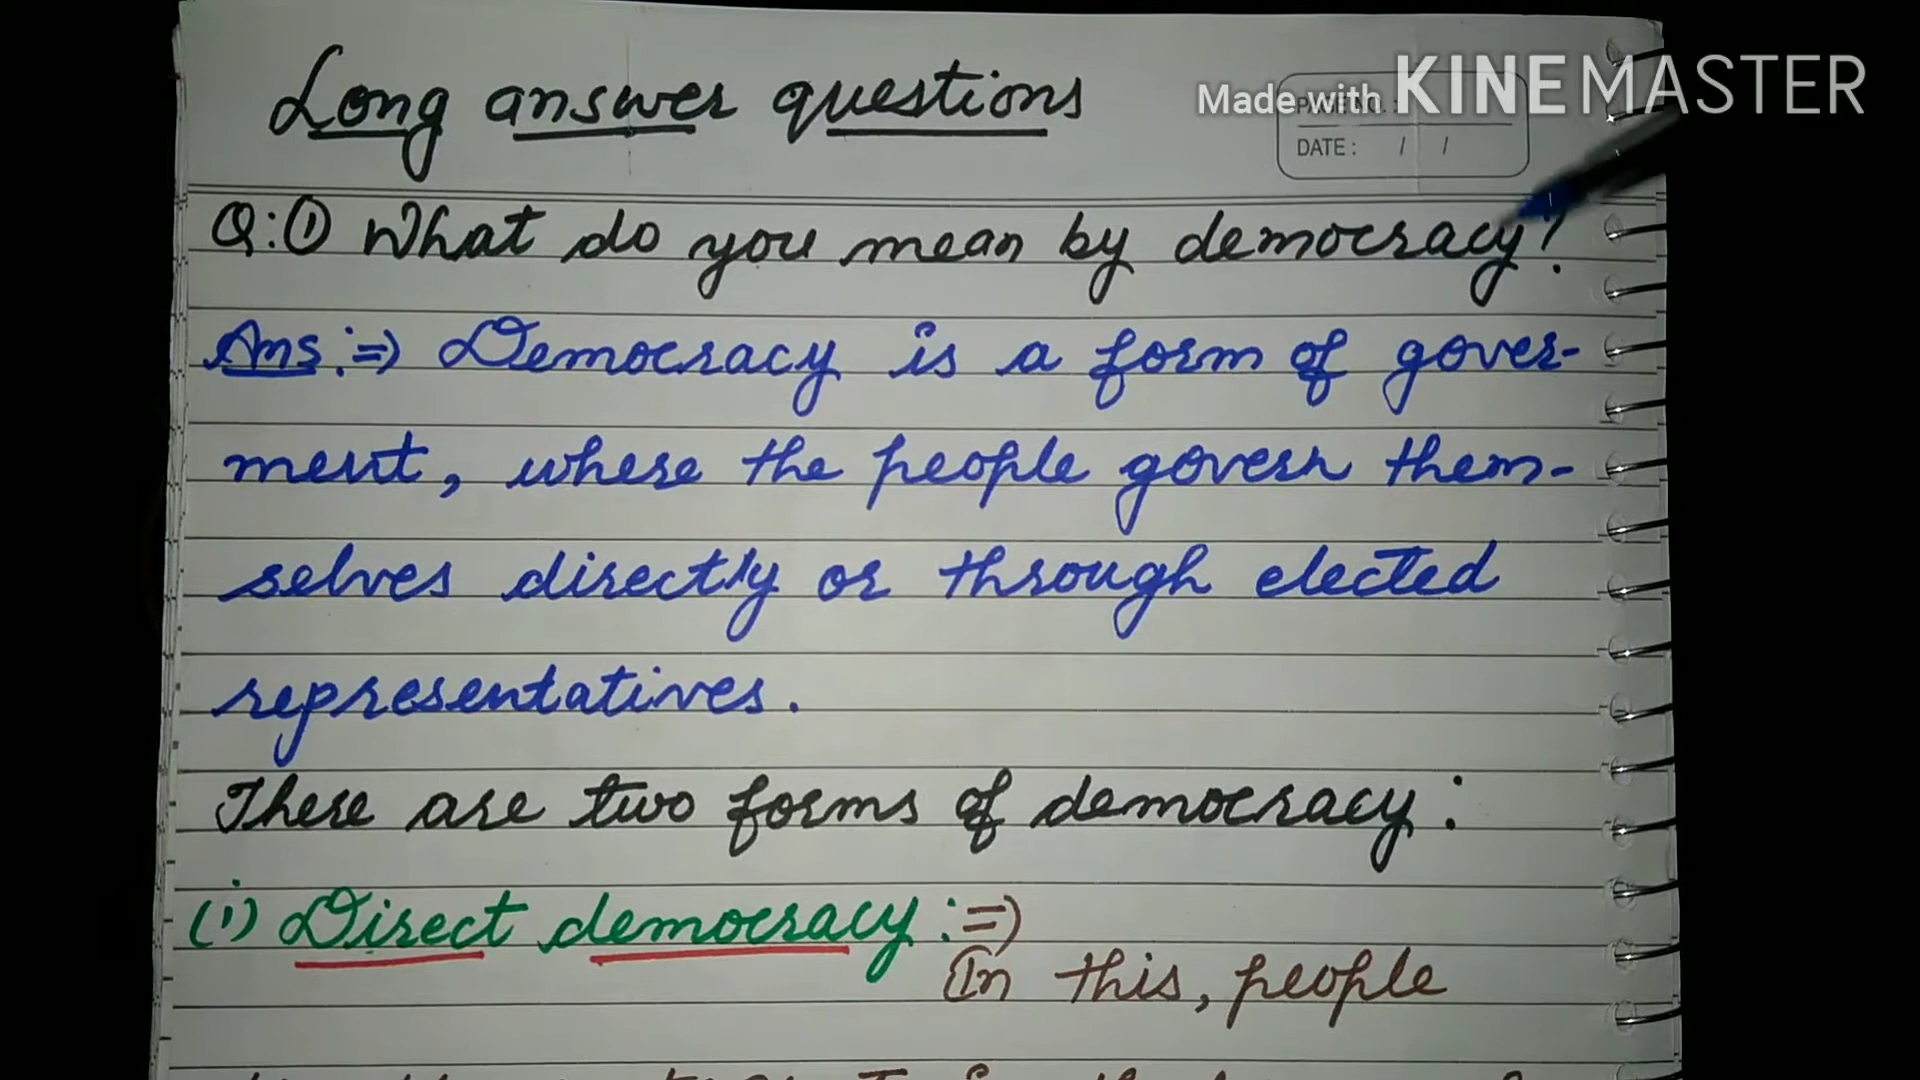 Long answer questions
Made with KINEMASTER
PAGE NO.:
DATE: / /
Q:① What do you mean by democracy?
Ans:⇒ Democracy is a form of gover-
ment, where the people govern them-
selves directly or through elected
representatives.
There are two forms of democracy:
(i) Direct democracy:⇒
In this, people